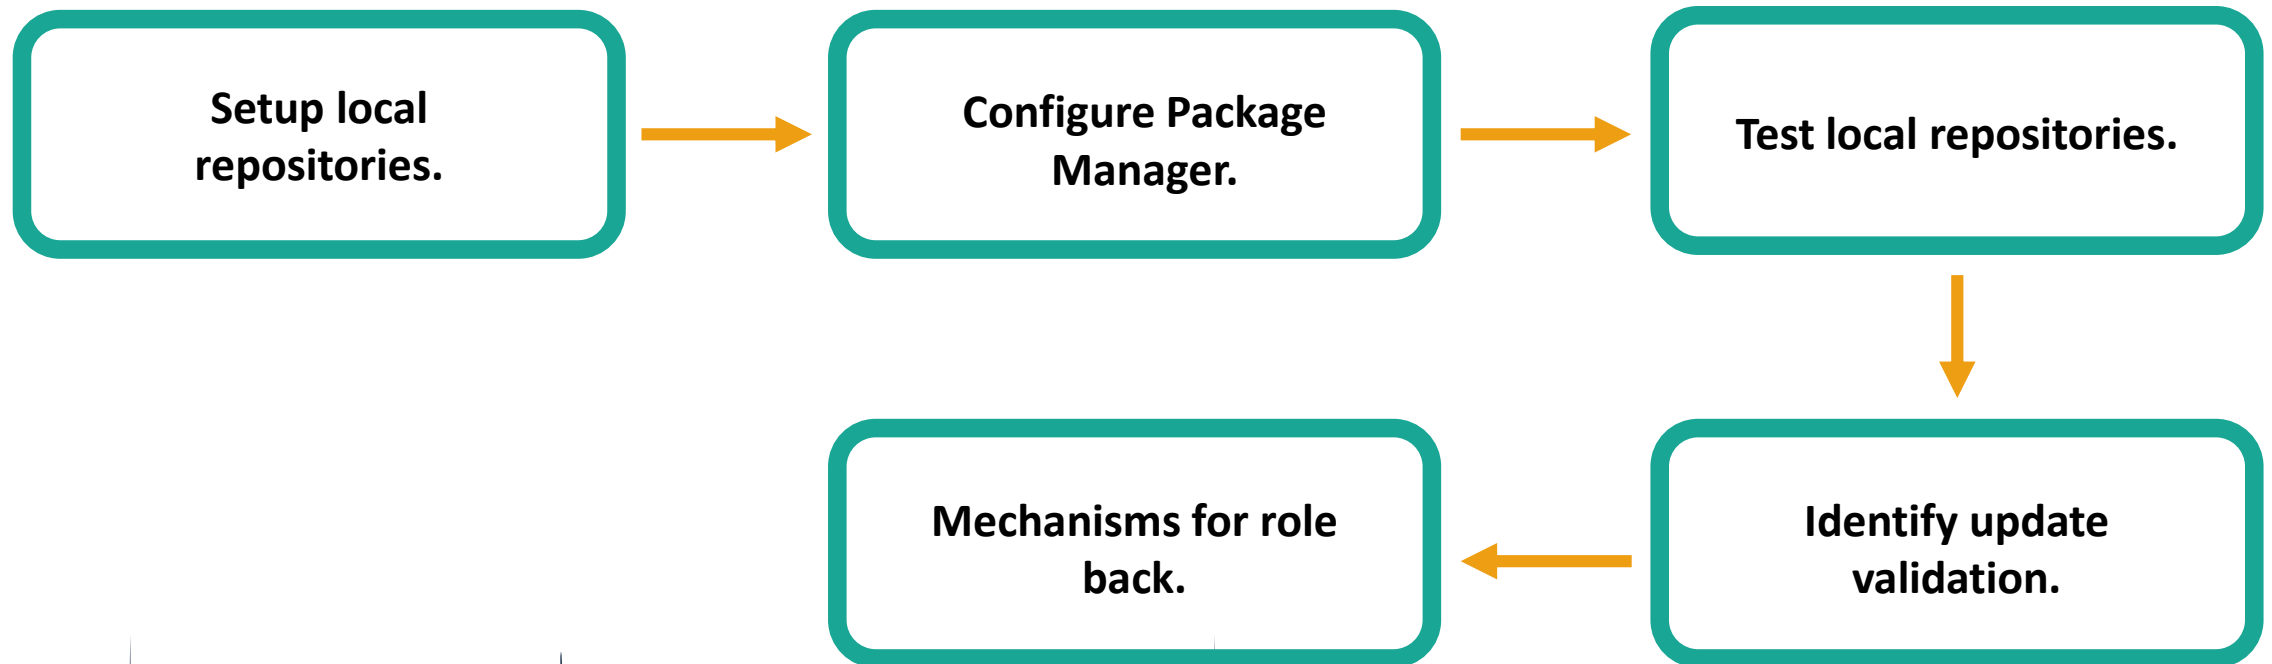 Setup local
repositories.
Configure Package
Manager.
Test local repositories.
Identify update
validation.
Mechanisms for role
back.